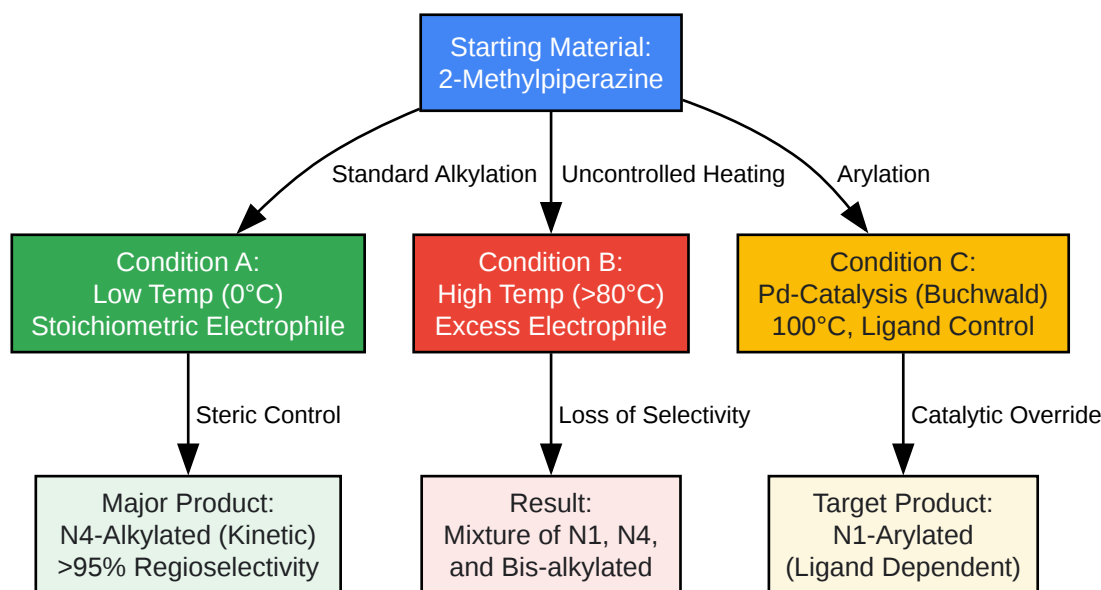 Starting Material:
2-Methylpiperazine
Standard Alkylation
Uncontrolled Heating
Arylation
Condition A:
Low Temp (0°C)
Stoichiometric Electrophile
Condition B:
High Temp (>80°C)
Excess Electrophile
Condition C:
Pd-Catalysis (Buchwald)
100°C, Ligand Control
Steric Control
Loss of Selectivity
Catalytic Override
Major Product:
N4-Alkylated (Kinetic)
>95% Regioselectivity
Result:
Mixture of N1, N4,
and Bis-alkylated
Target Product:
N1-Arylated
(Ligand Dependent)